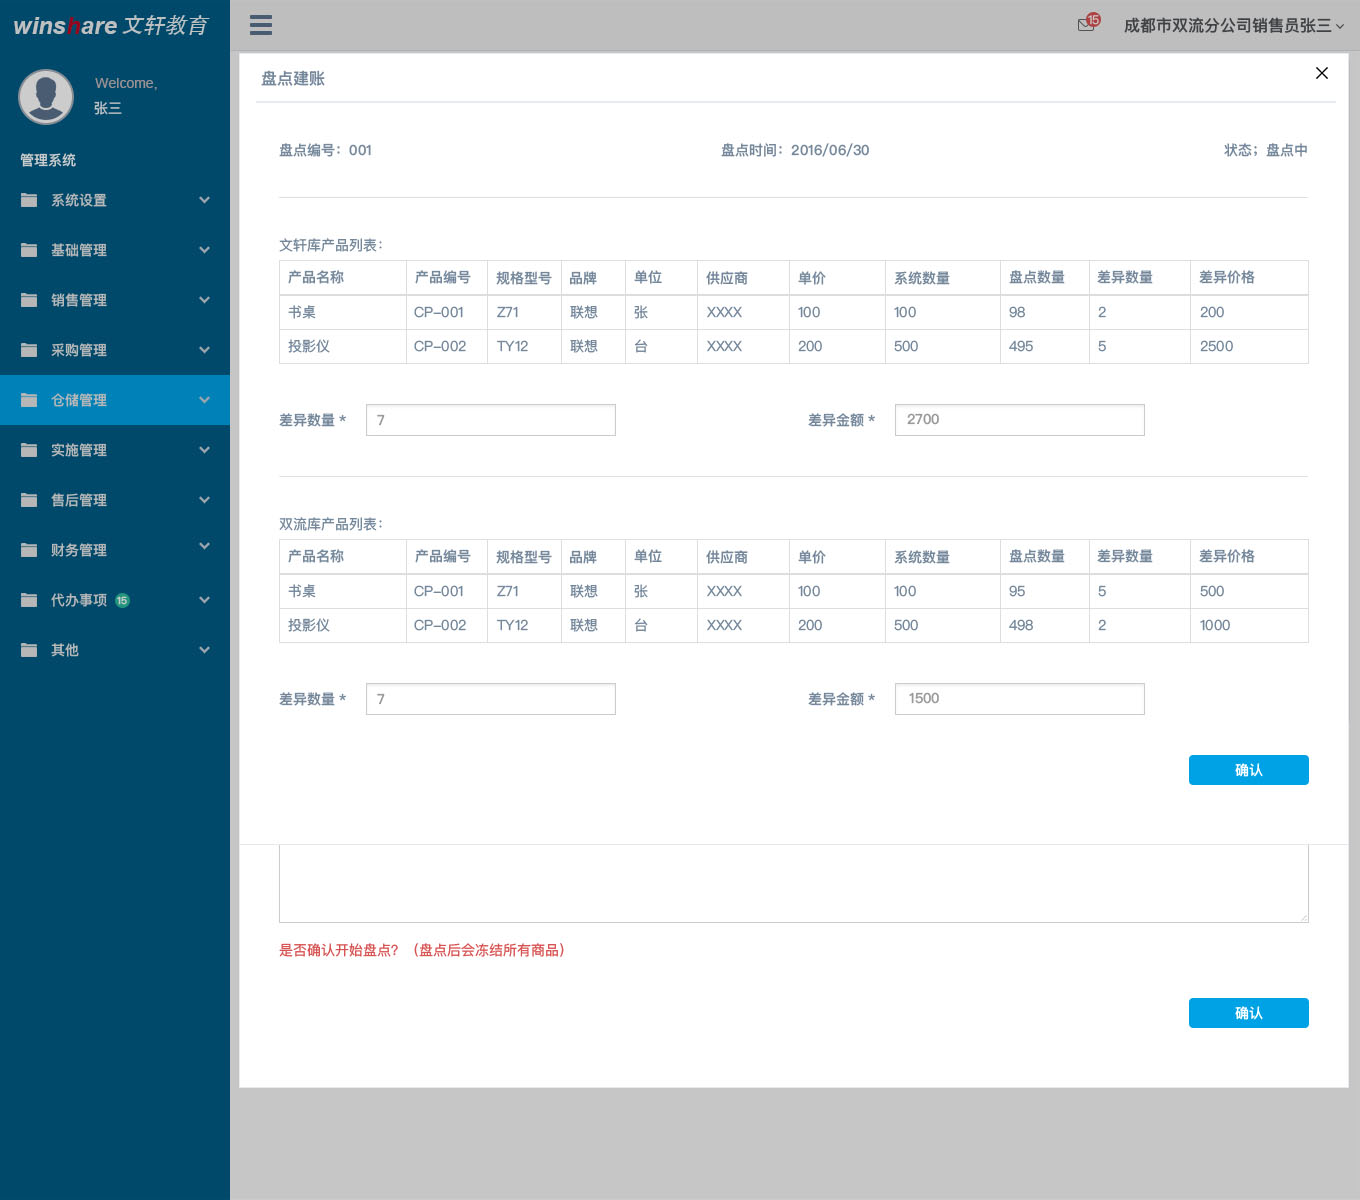 winshare 文轩教育
15
成都市双流分公司销售员张三
Welcome,
张三
管理系统
系统设置
基础管理
销售管理
采购管理
仓储管理
实施管理
售后管理
财务管理
代办事项 15
其他
盘点建账
盘点编号：001 盘点时间：2016/06/30 状态；盘点中
文轩库产品列表：
产品名称 产品编号 规格型号 品牌 单位 供应商 单价 系统数量 盘点数量 差异数量 差异价格
书桌 CP-001 Z71 联想 张 XXXX 100 100 98 2 200
投影仪 CP-002 TY12 联想 台 XXXX 200 500 495 5 2500
差异数量 * 7 差异金额 * 2700
双流库产品列表：
产品名称 产品编号 规格型号 品牌 单位 供应商 单价 系统数量 盘点数量 差异数量 差异价格
书桌 CP-001 Z71 联想 张 XXXX 100 100 95 5 500
投影仪 CP-002 TY12 联想 台 XXXX 200 500 498 2 1000
差异数量 * 7 差异金额 * 1500
确认
是否确认开始盘点？（盘点后会冻结所有商品）
确认